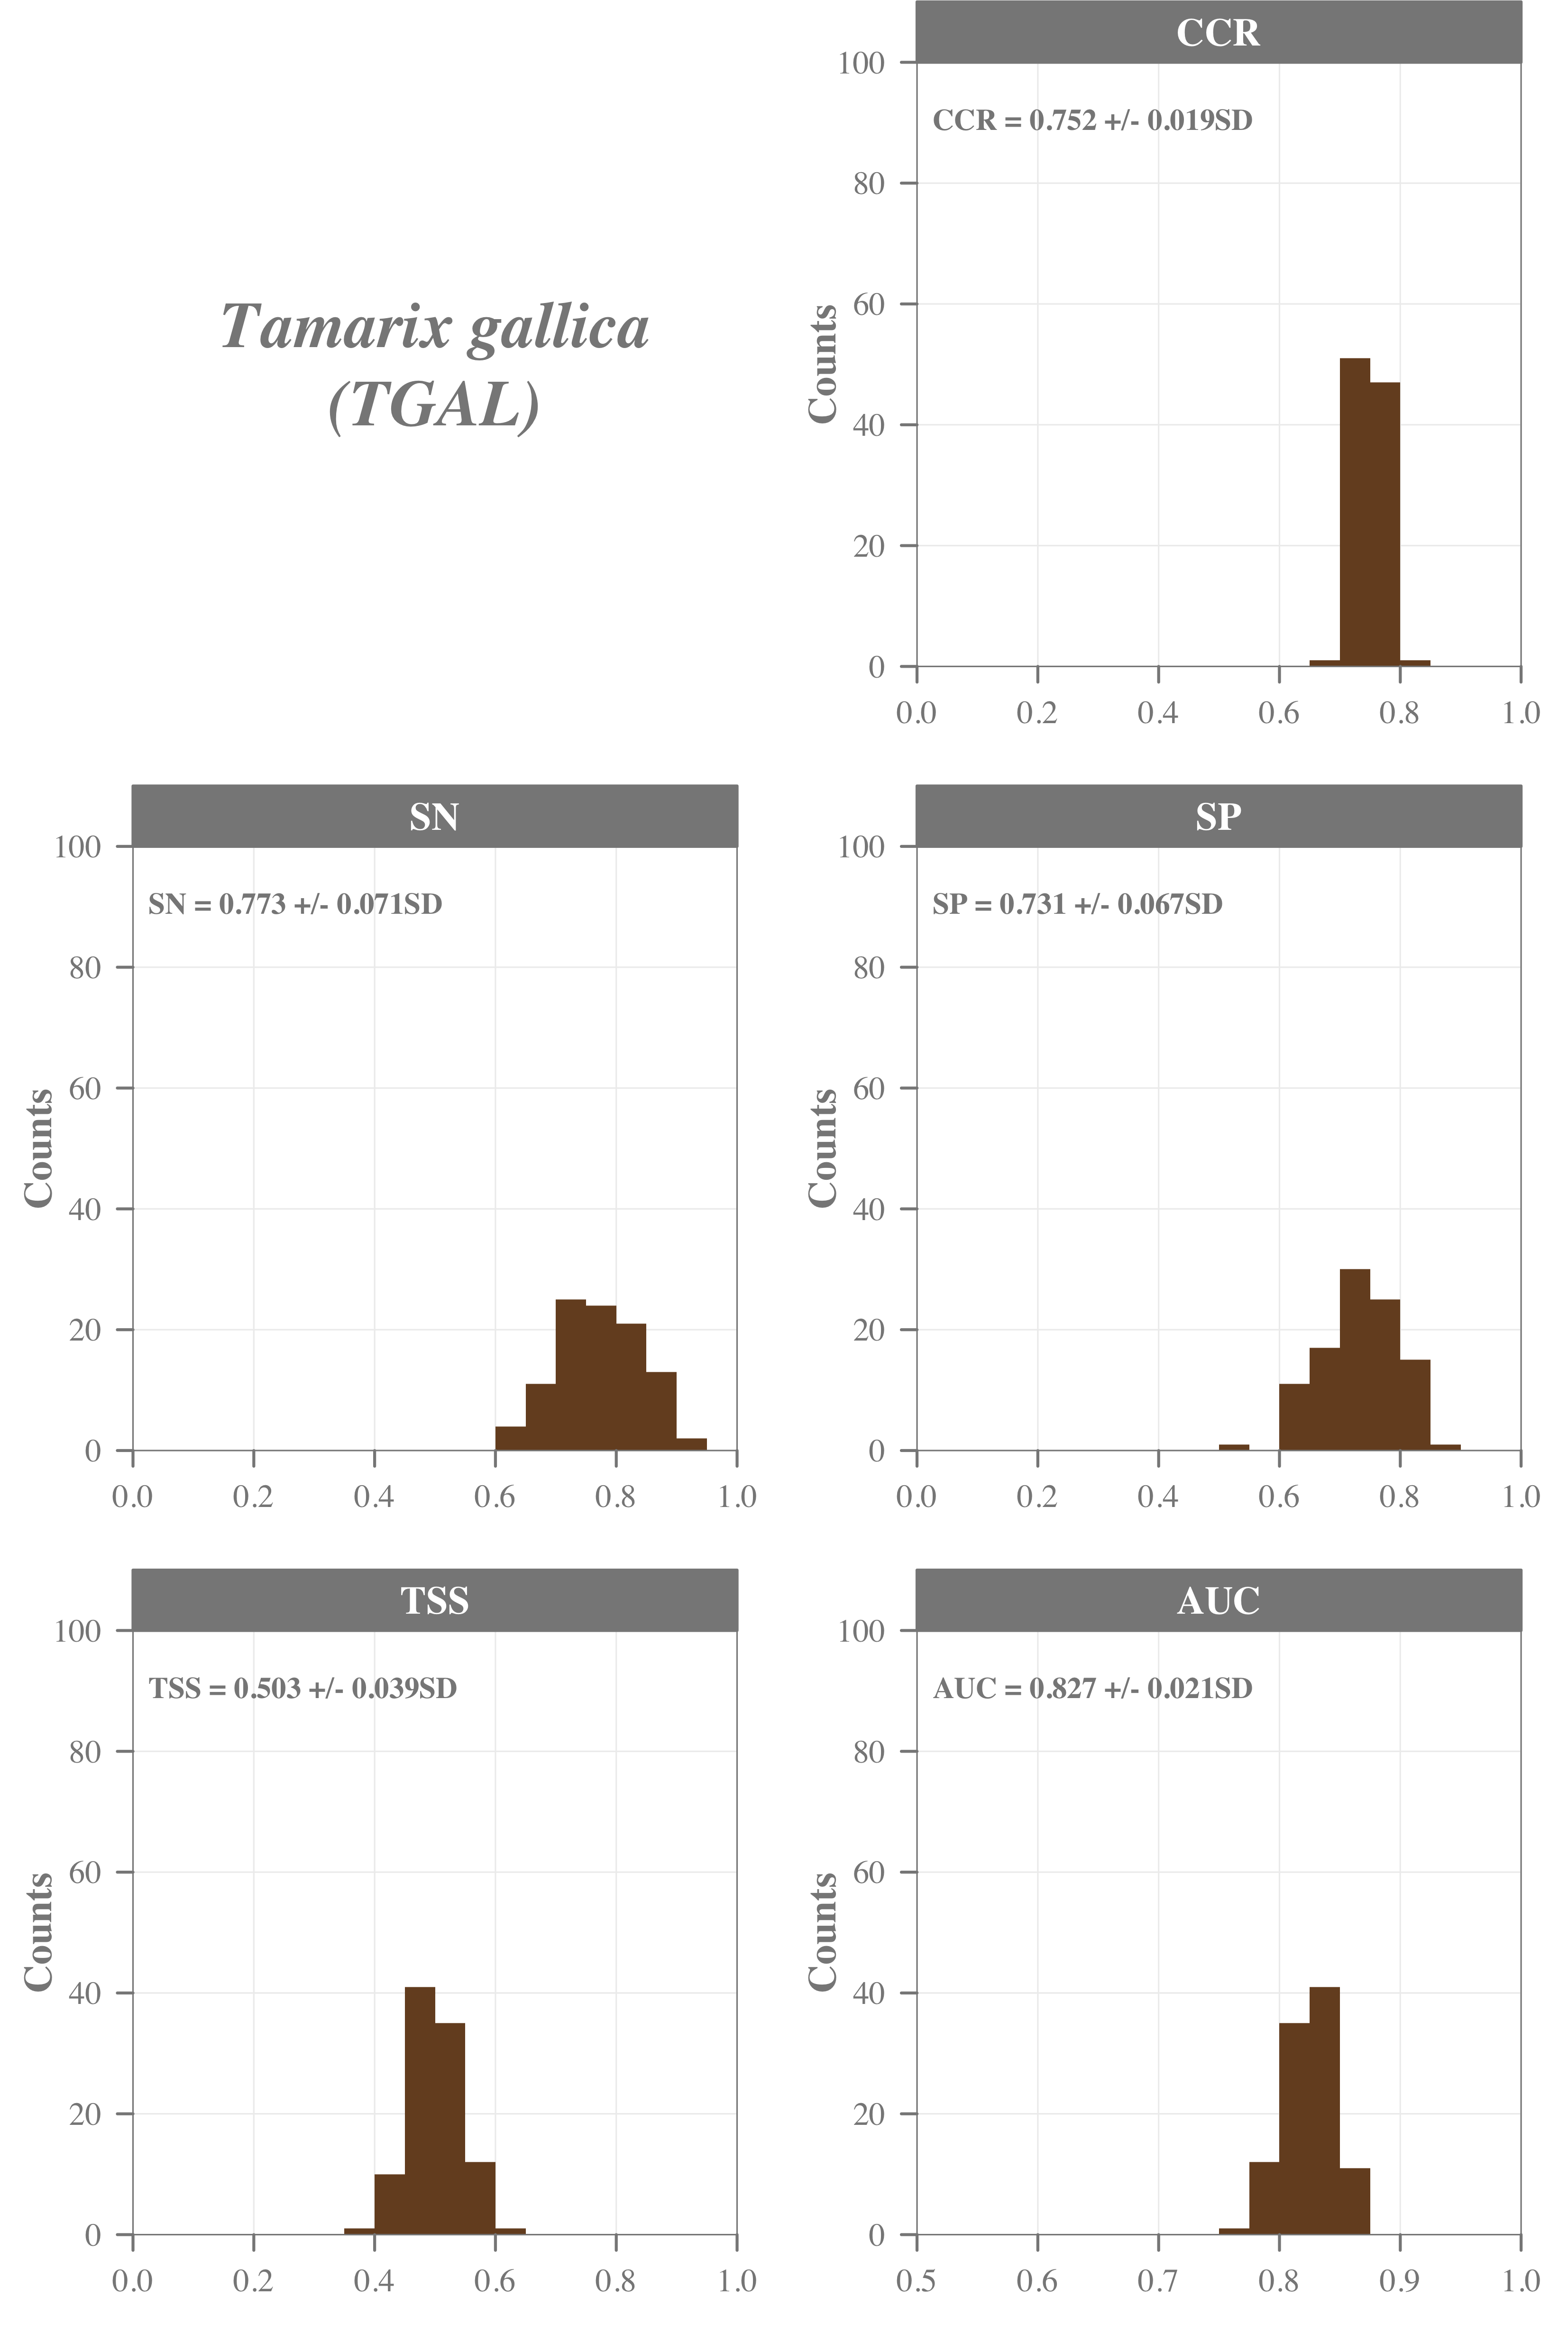 Tamarix gallica
(TGAL)
CCR
CCR = 0.752 +/- 0.019SD
Counts
100
80
60
40
20
0
0.0 0.2 0.4 0.6 0.8 1.0
SN
SN = 0.773 +/- 0.071SD
Counts
100
80
60
40
20
0
0.0 0.2 0.4 0.6 0.8 1.0
SP
SP = 0.731 +/- 0.067SD
Counts
100
80
60
40
20
0
0.0 0.2 0.4 0.6 0.8 1.0
TSS
TSS = 0.503 +/- 0.039SD
Counts
100
80
60
40
20
0
0.0 0.2 0.4 0.6 0.8 1.0
AUC
AUC = 0.827 +/- 0.021SD
Counts
100
80
60
40
20
0
0.5 0.6 0.7 0.8 0.9 1.0